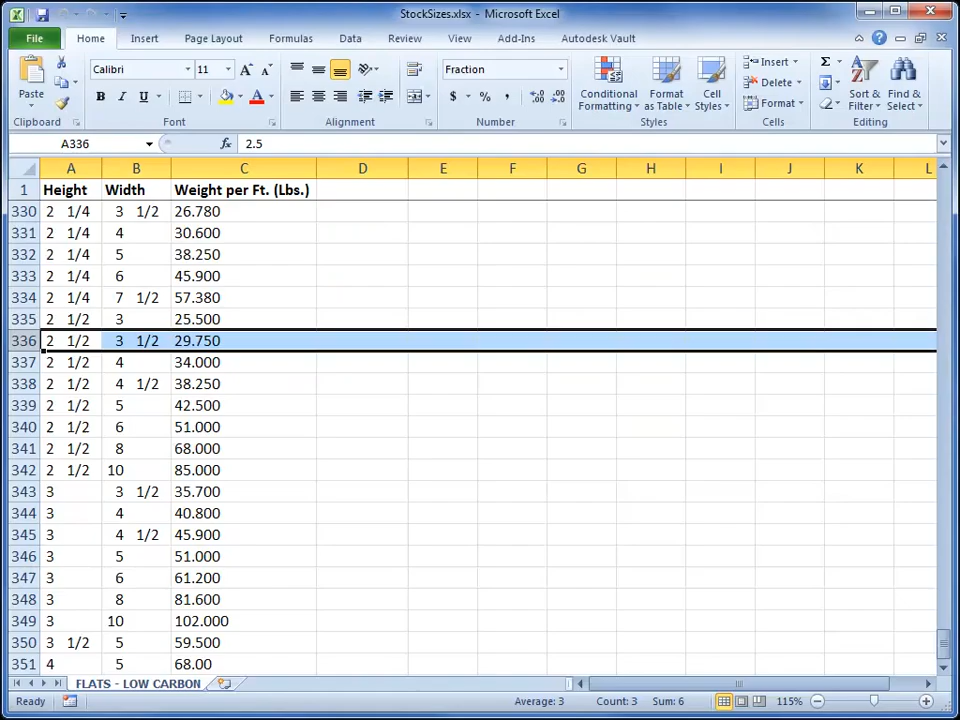 StockSizes.xlsx - Microsoft Excel
File Home Insert Page Layout Formulas Data Review View Add-Ins Autodesk Vault
Paste
Clipboard
Calibri 11
B I U A
Font
Alignment
Fraction
$ % ,
Number
Conditional Formatting
Format as Table
Cell Styles
Styles
Insert
Delete
Format
Cells
Σ
Sort & Filter
Find & Select
Editing
A336 fx 2.5
A B C D E F G H I J K L
1 Height Width Weight per Ft. (Lbs.)
330 2 1/4 3 1/2 26.780
331 2 1/4 4 30.600
332 2 1/4 5 38.250
333 2 1/4 6 45.900
334 2 1/4 7 1/2 57.380
335 2 1/2 3 25.500
336 2 1/2 3 1/2 29.750
337 2 1/2 4 34.000
338 2 1/2 4 1/2 38.250
339 2 1/2 5 42.500
340 2 1/2 6 51.000
341 2 1/2 8 68.000
342 2 1/2 10 85.000
343 3 3 1/2 35.700
344 3 4 40.800
345 3 4 1/2 45.900
346 3 5 51.000
347 3 6 61.200
348 3 8 81.600
349 3 10 102.000
350 3 1/2 5 59.500
351 4 5 68.00
FLATS - LOW CARBON
Ready Average: 3 Count: 3 Sum: 6 115%